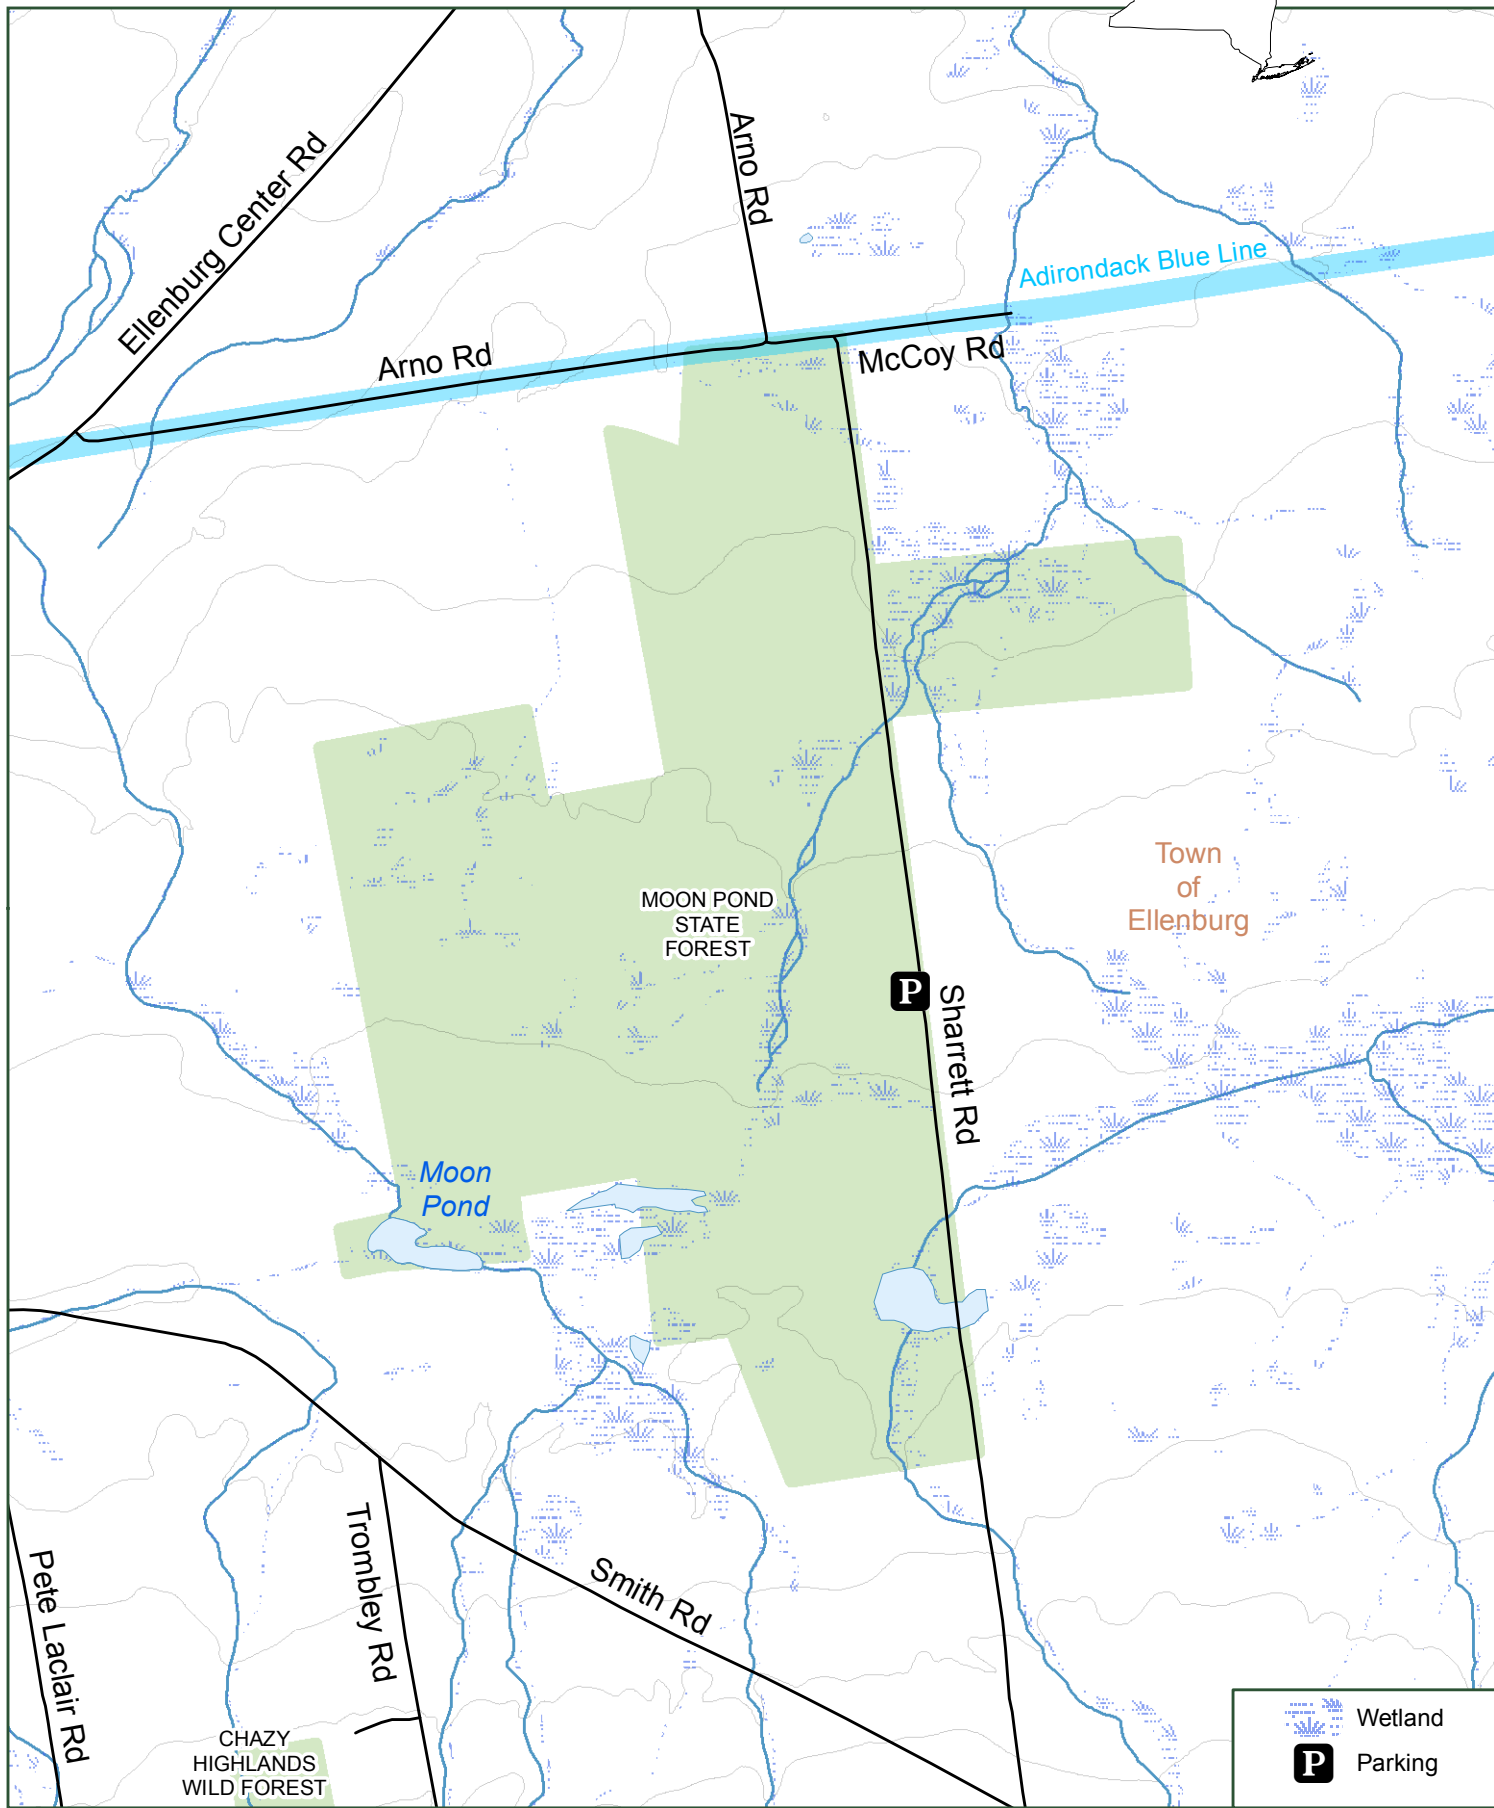 Arno Rd
Ellenburg Center Rd
Adirondack Blue Line
Arno Rd
McCoy Rd
Town
of
Ellenburg
MOON POND
STATE
FOREST
P
Sharrett Rd
Moon
Pond
Trombley Rd
Smith Rd
Pete Laclair Rd
CHAZY
HIGHLANDS
WILD FOREST
Wetland
P Parking